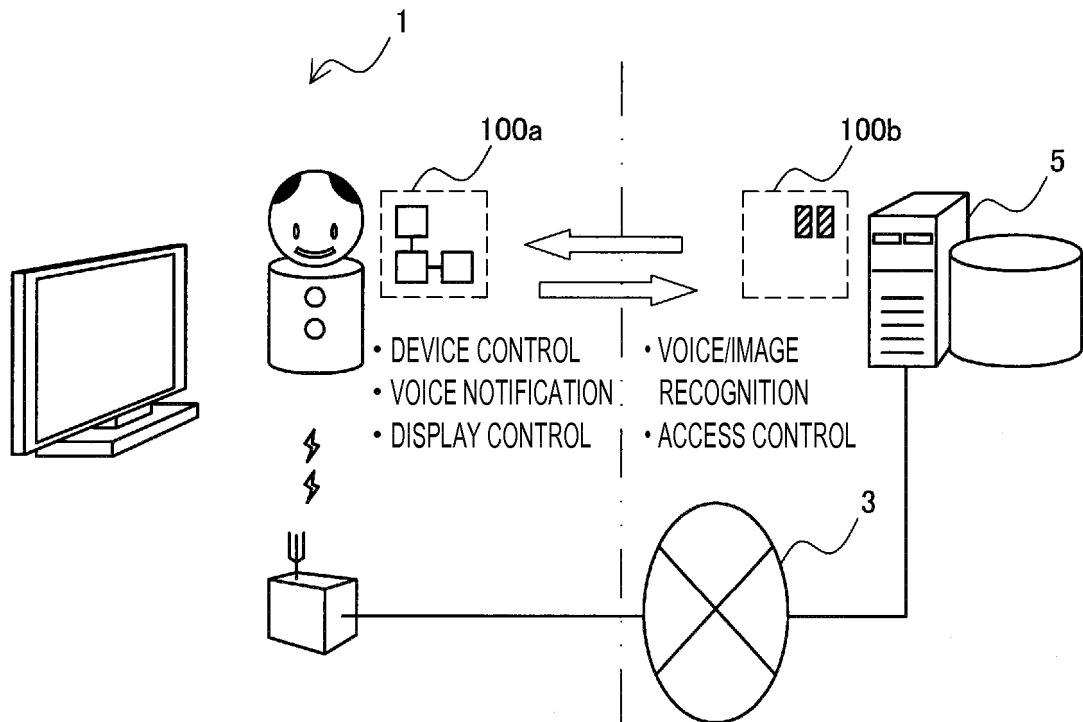 1
100a
100b
5
• DEVICE CONTROL
• VOICE NOTIFICATION
• DISPLAY CONTROL
• VOICE/IMAGE
RECOGNITION
• ACCESS CONTROL
3